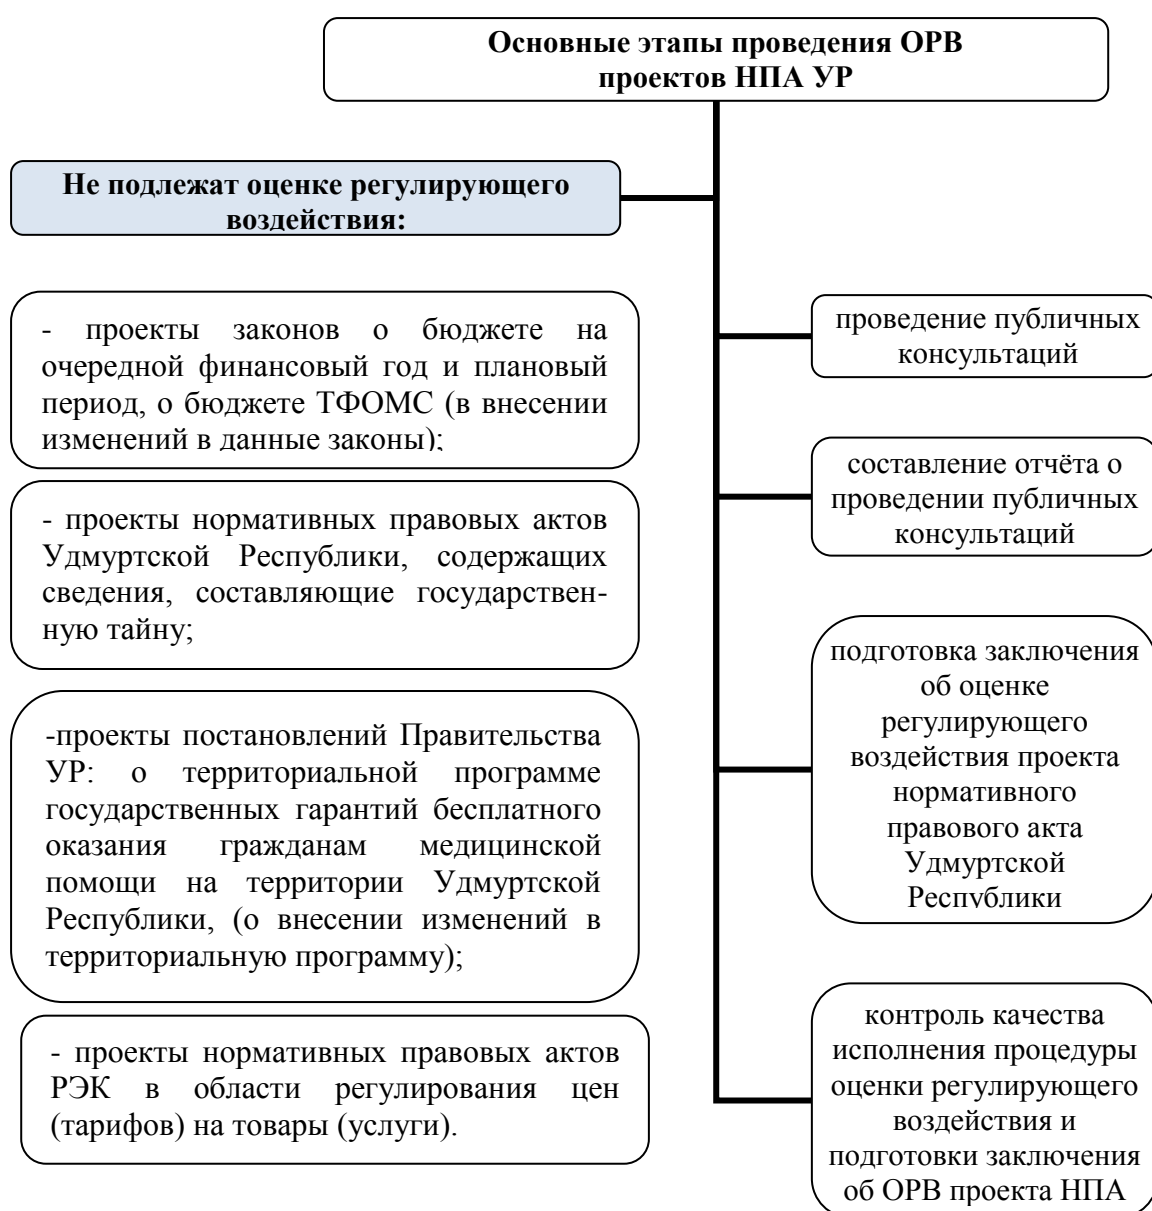 Основные этапы проведения ОРВ
проектов НПА УР
Не подлежат оценке регулирующего
воздействия:
- проекты законов о бюджете на
очередной финансовый год и плановый
период, о бюджете ТФОМС (в внесении
изменений в данные законы);
- проекты нормативных правовых актов
Удмуртской Республики, содержащих
сведения, составляющие государствен-
ную тайну;
-проекты постановлений Правительства
УР: о территориальной программе
государственных гарантий бесплатного
оказания гражданам медицинской
помощи на территории Удмуртской
Республики, (о внесении изменений в
территориальную программу);
- проекты нормативных правовых актов
РЭК в области регулирования цен
(тарифов) на товары (услуги).
проведение публичных
консультаций
составление отчёта о
проведении публичных
консультаций
подготовка заключения
об оценке
регулирующего
воздействия проекта
нормативного
правового акта
Удмуртской
Республики
контроль качества
исполнения процедуры
оценки регулирующего
воздействия и
подготовки заключения
об ОРВ проекта НПА